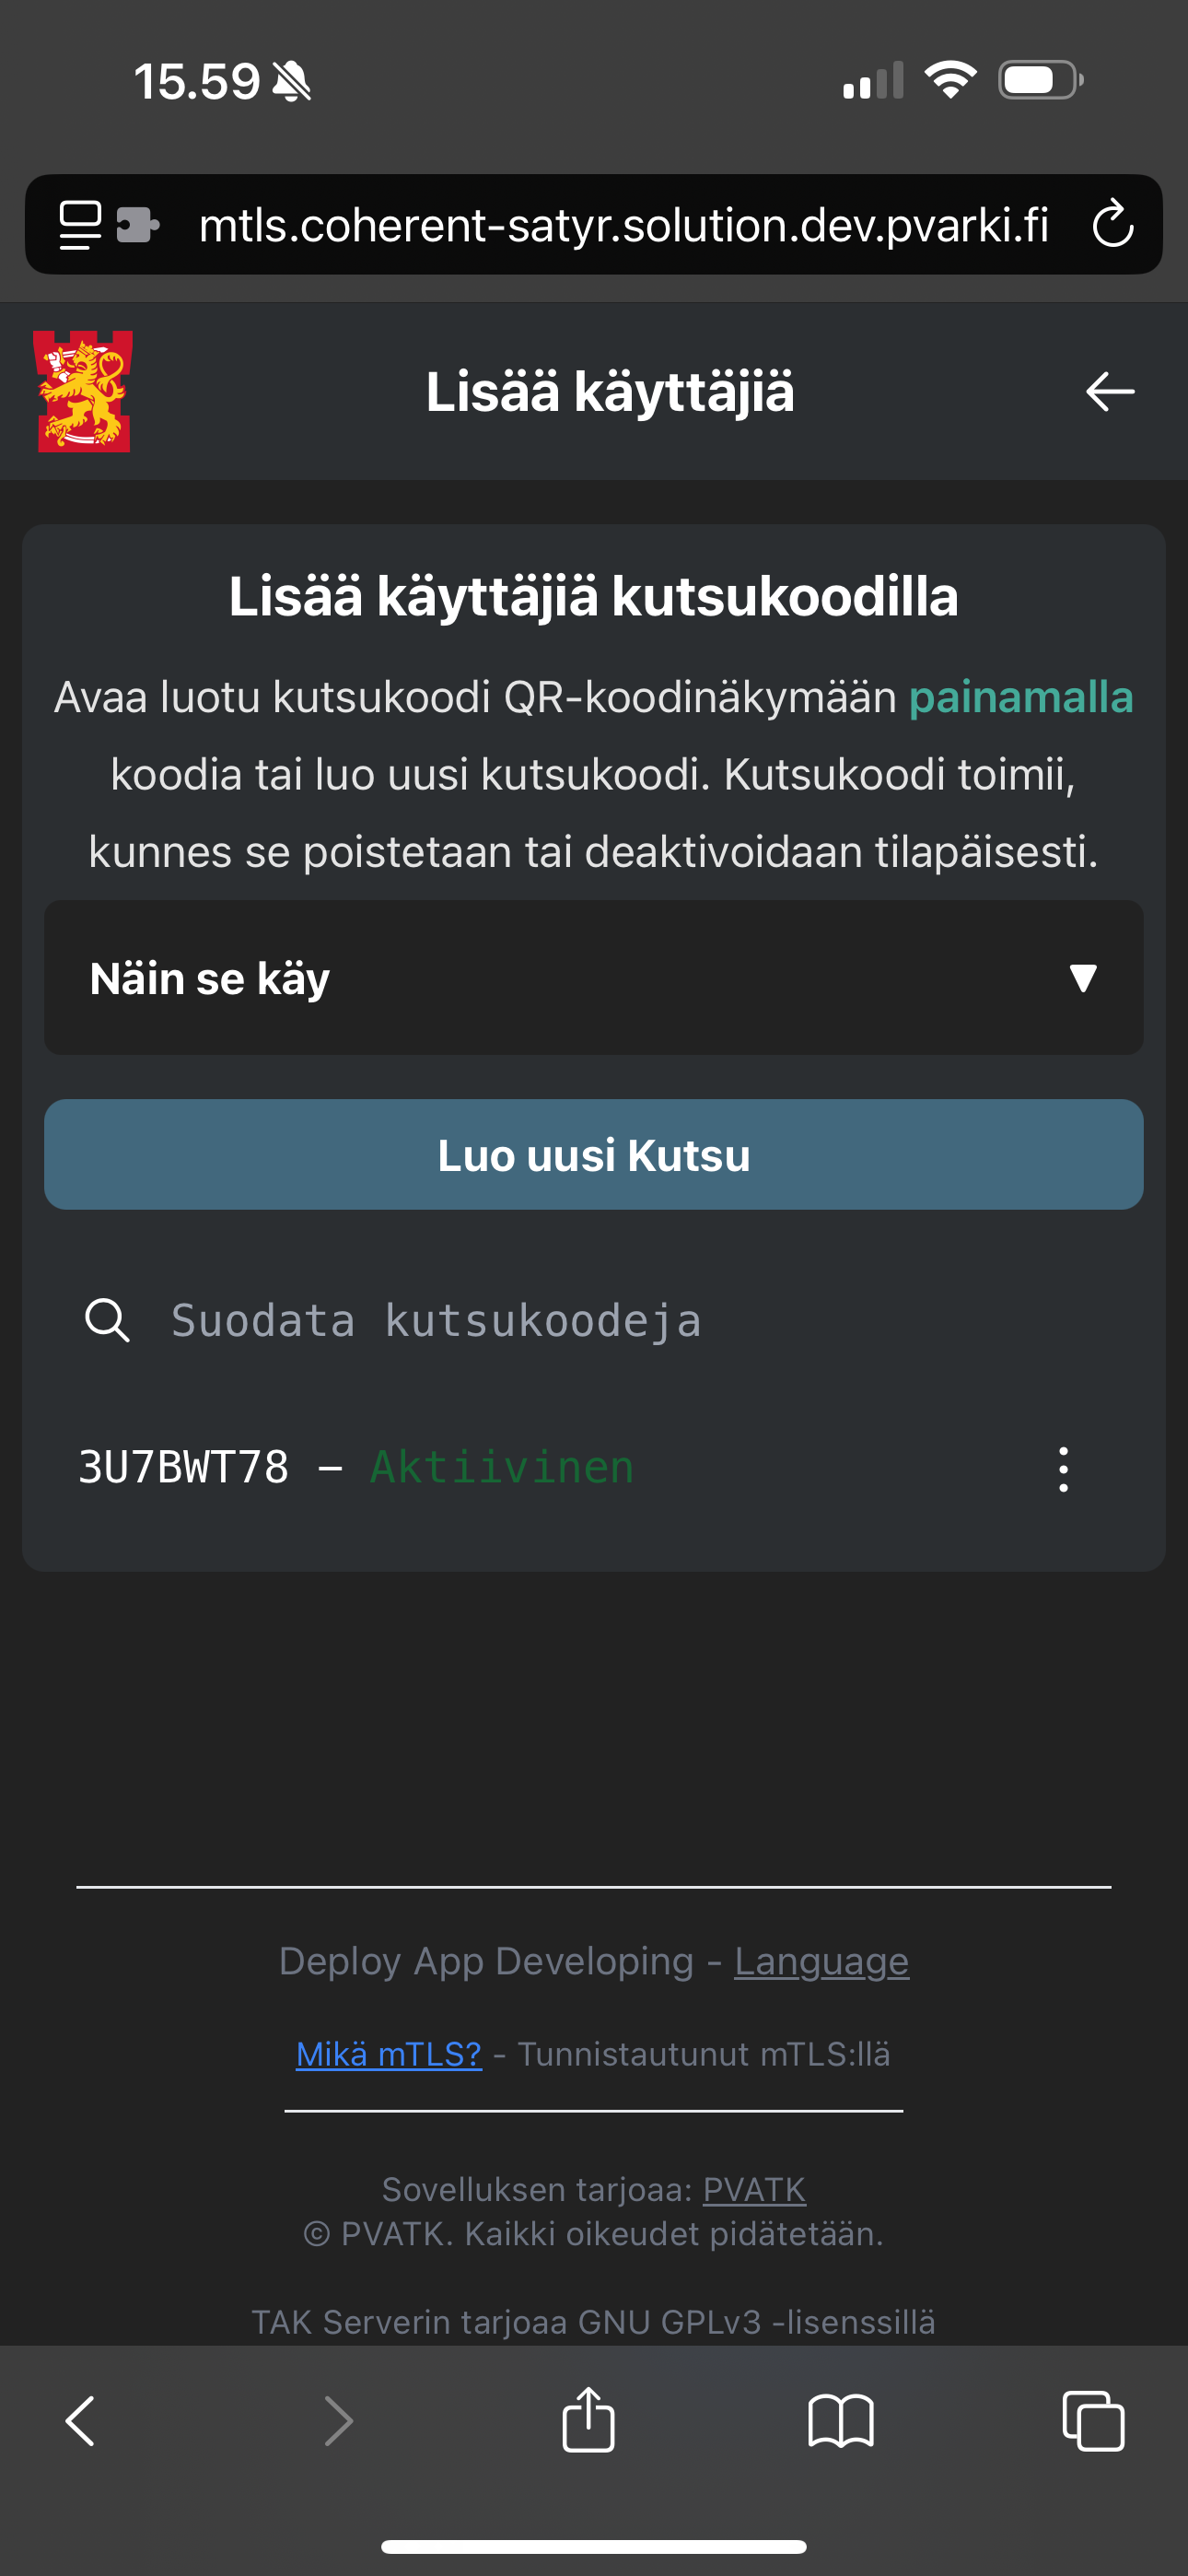 15.59
mtls.coherent-satyr.solution.dev.pvarki.fi
Lisää käyttäjiä
Lisää käyttäjiä kutsukoodilla
Avaa luotu kutsukoodi QR-koodinäkymään painamalla
koodia tai luo uusi kutsukoodi. Kutsukoodi toimii,
kunnes se poistetaan tai deaktivoidaan tilapäisesti.
Näin se käy
Luo uusi Kutsu
Suodata kutsukoodeja
3U7BWT78 – Aktiivinen
Deploy App Developing - Language
Mikä mTLS? - Tunnistautunut mTLS:llä
Sovelluksen tarjoaa: PVATK
© PVATK. Kaikki oikeudet pidätetään.
TAK Serverin tarjoaa GNU GPLv3 -lisenssillä